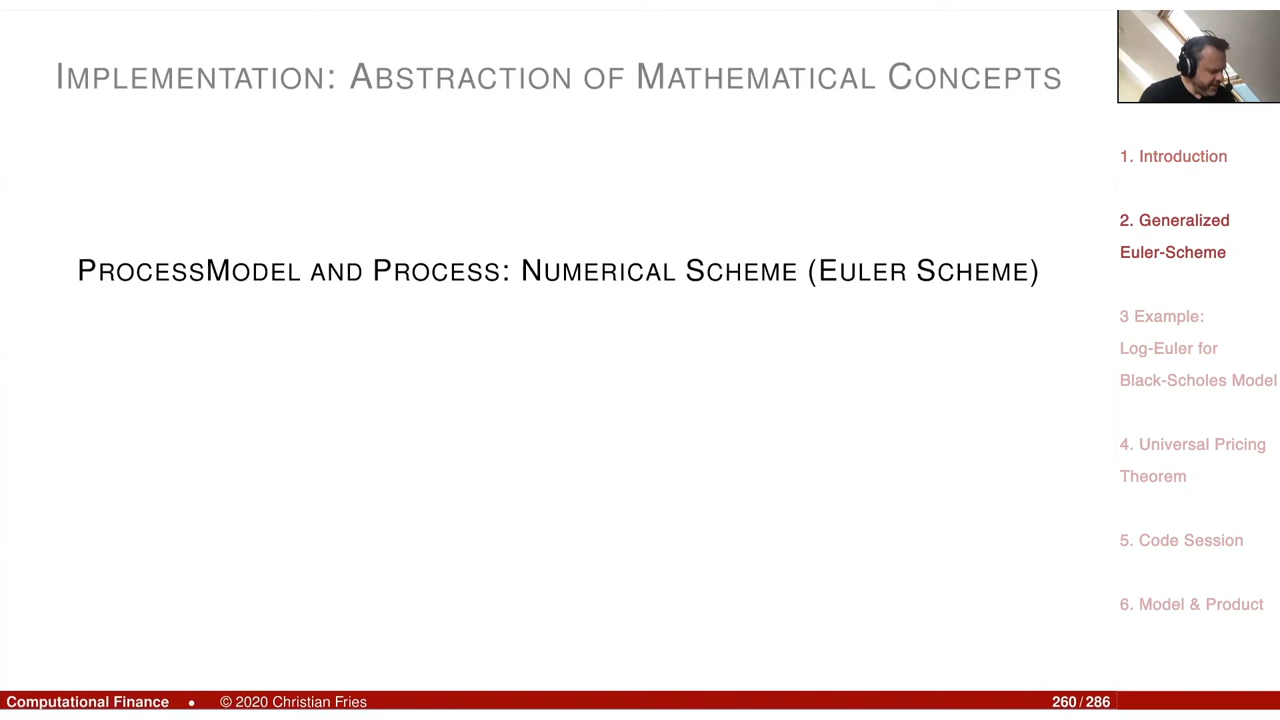 IMPLEMENTATION: ABSTRACTION OF MATHEMATICAL CONCEPTS
PROCESSMODEL AND PROCESS: NUMERICAL SCHEME (EULER SCHEME)
1. Introduction
2. Generalized
Euler-Scheme
3 Example:
Log-Euler for
Black-Scholes Model
4. Universal Pricing
Theorem
5. Code Session
6. Model & Product
Computational Finance • © 2020 Christian Fries 260 / 286